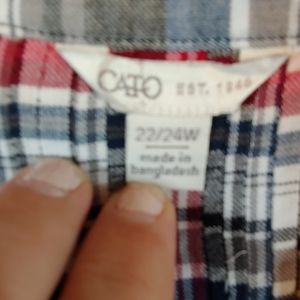 CATO EST. 1946
22/24W
made in
bangladesh